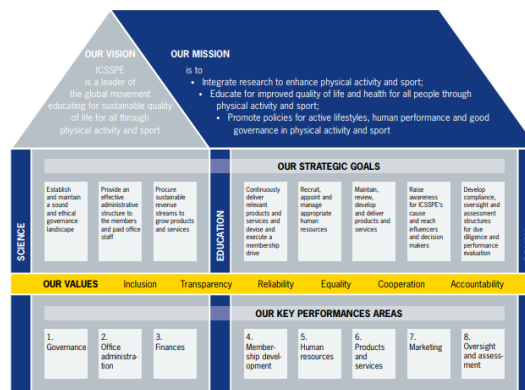 OUR VISION
ICSSPE
is a leader of
the global movement
educating for sustainable quality
of life for all through
physical activity and sport
OUR MISSION
is to
• Integrate research to enhance physical activity and sport;
• Educate for improved quality of life and health for all people through
physical activity and sport;
• Promote policies for active lifestyles, human performance and good
governance in physical activity and sport
SCIENCE
EDUCATION
OUR STRATEGIC GOALS
Establish
and maintain
a sound
and ethical
governance
landscape
Provide an
effective
administrative
structure to
the members
and paid office
staff
Procure
sustainable
revenue
streams to
grow products
and services
Continuously
deliver
relevant
products and
services and
devise and
execute a
membership
drive
Recruit,
appoint and
manage
appropriate
human
resources
Maintain,
review,
develop
and deliver
products and
services
Raise
awareness
for ICSSPE's
cause and
reach
influencers
and decision
makers
Develop
compliance,
oversight and
assessment
structures
for due
diligence and
performance
evaluation
OUR VALUES Inclusion Transparency Reliability Equality Cooperation Accountability
OUR KEY PERFORMANCES AREAS
1.
Governance
2.
Office
administra-
tion
3.
Finances
4.
Member-
ship devel-
opment
5.
Human
resources
6.
Products
and
services
7.
Marketing
8.
Oversight
and assess-
ment